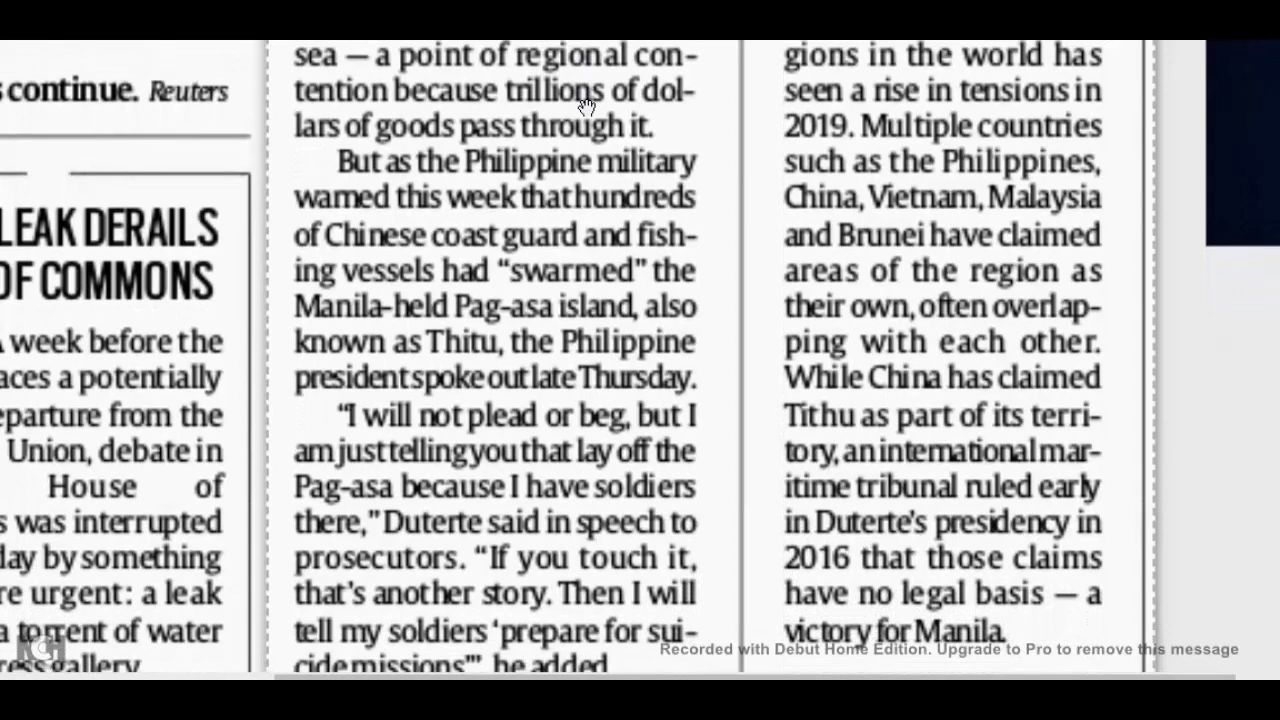 s continue. Reuters
LEAK DERAILS
OF COMMONS
A week before the
aces a potentially
eparture from the
Union, debate in
House of
s was interrupted
day by something
re urgent: a leak
a torrent of water
ress gallery
sea — a point of regional con-
tention because trillions of dol-
lars of goods pass through it.
But as the Philippine military
warned this week that hundreds
of Chinese coast guard and fish-
ing vessels had “swarmed” the
Manila-held Pag-asa island, also
known as Thitu, the Philippine
president spoke out late Thursday.
“I will not plead or beg, but I
am just telling you that lay off the
Pag-asa because I have soldiers
there,” Duterte said in speech to
prosecutors. “If you touch it,
that's another story. Then I will
tell my soldiers ‘prepare for sui-
cide missions’”, he added.
gions in the world has
seen a rise in tensions in
2019. Multiple countries
such as the Philippines,
China, Vietnam, Malaysia
and Brunei have claimed
areas of the region as
their own, often overlap-
ping with each other.
While China has claimed
Tithu as part of its terri-
tory, an international mar-
itime tribunal ruled early
in Duterte's presidency in
2016 that those claims
have no legal basis — a
victory for Manila.
Recorded with Debut Home Edition. Upgrade to Pro to remove this message
NCH